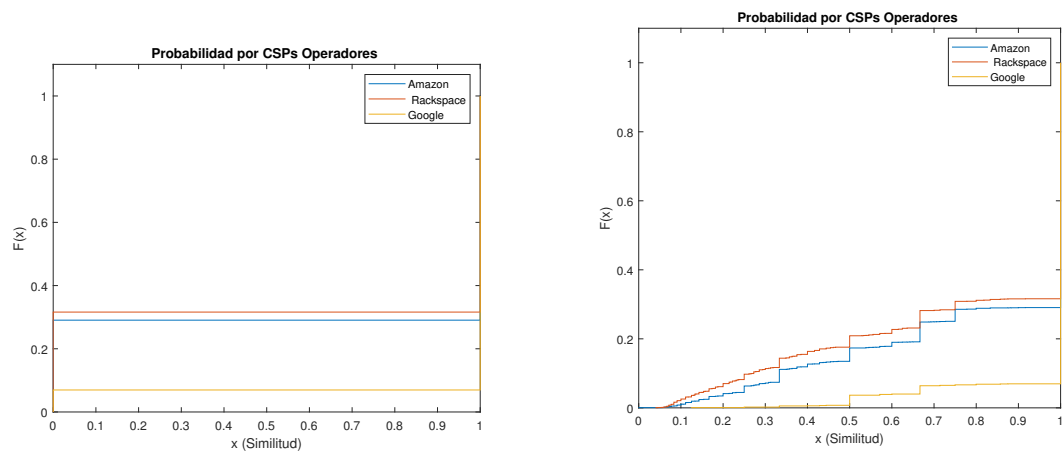 Probabilidad por CSPs Operadores
Amazon
Rackspace
Google
1
0.8
0.6
0.4
0.2
0
F(x)
0 0.1 0.2 0.3 0.4 0.5 0.6 0.7 0.8 0.9 1
x (Similitud)
Probabilidad por CSPs Operadores
Amazon
Rackspace
Google
1
0.8
0.6
0.4
0.2
0
F(x)
0 0.1 0.2 0.3 0.4 0.5 0.6 0.7 0.8 0.9 1
x (Similitud)